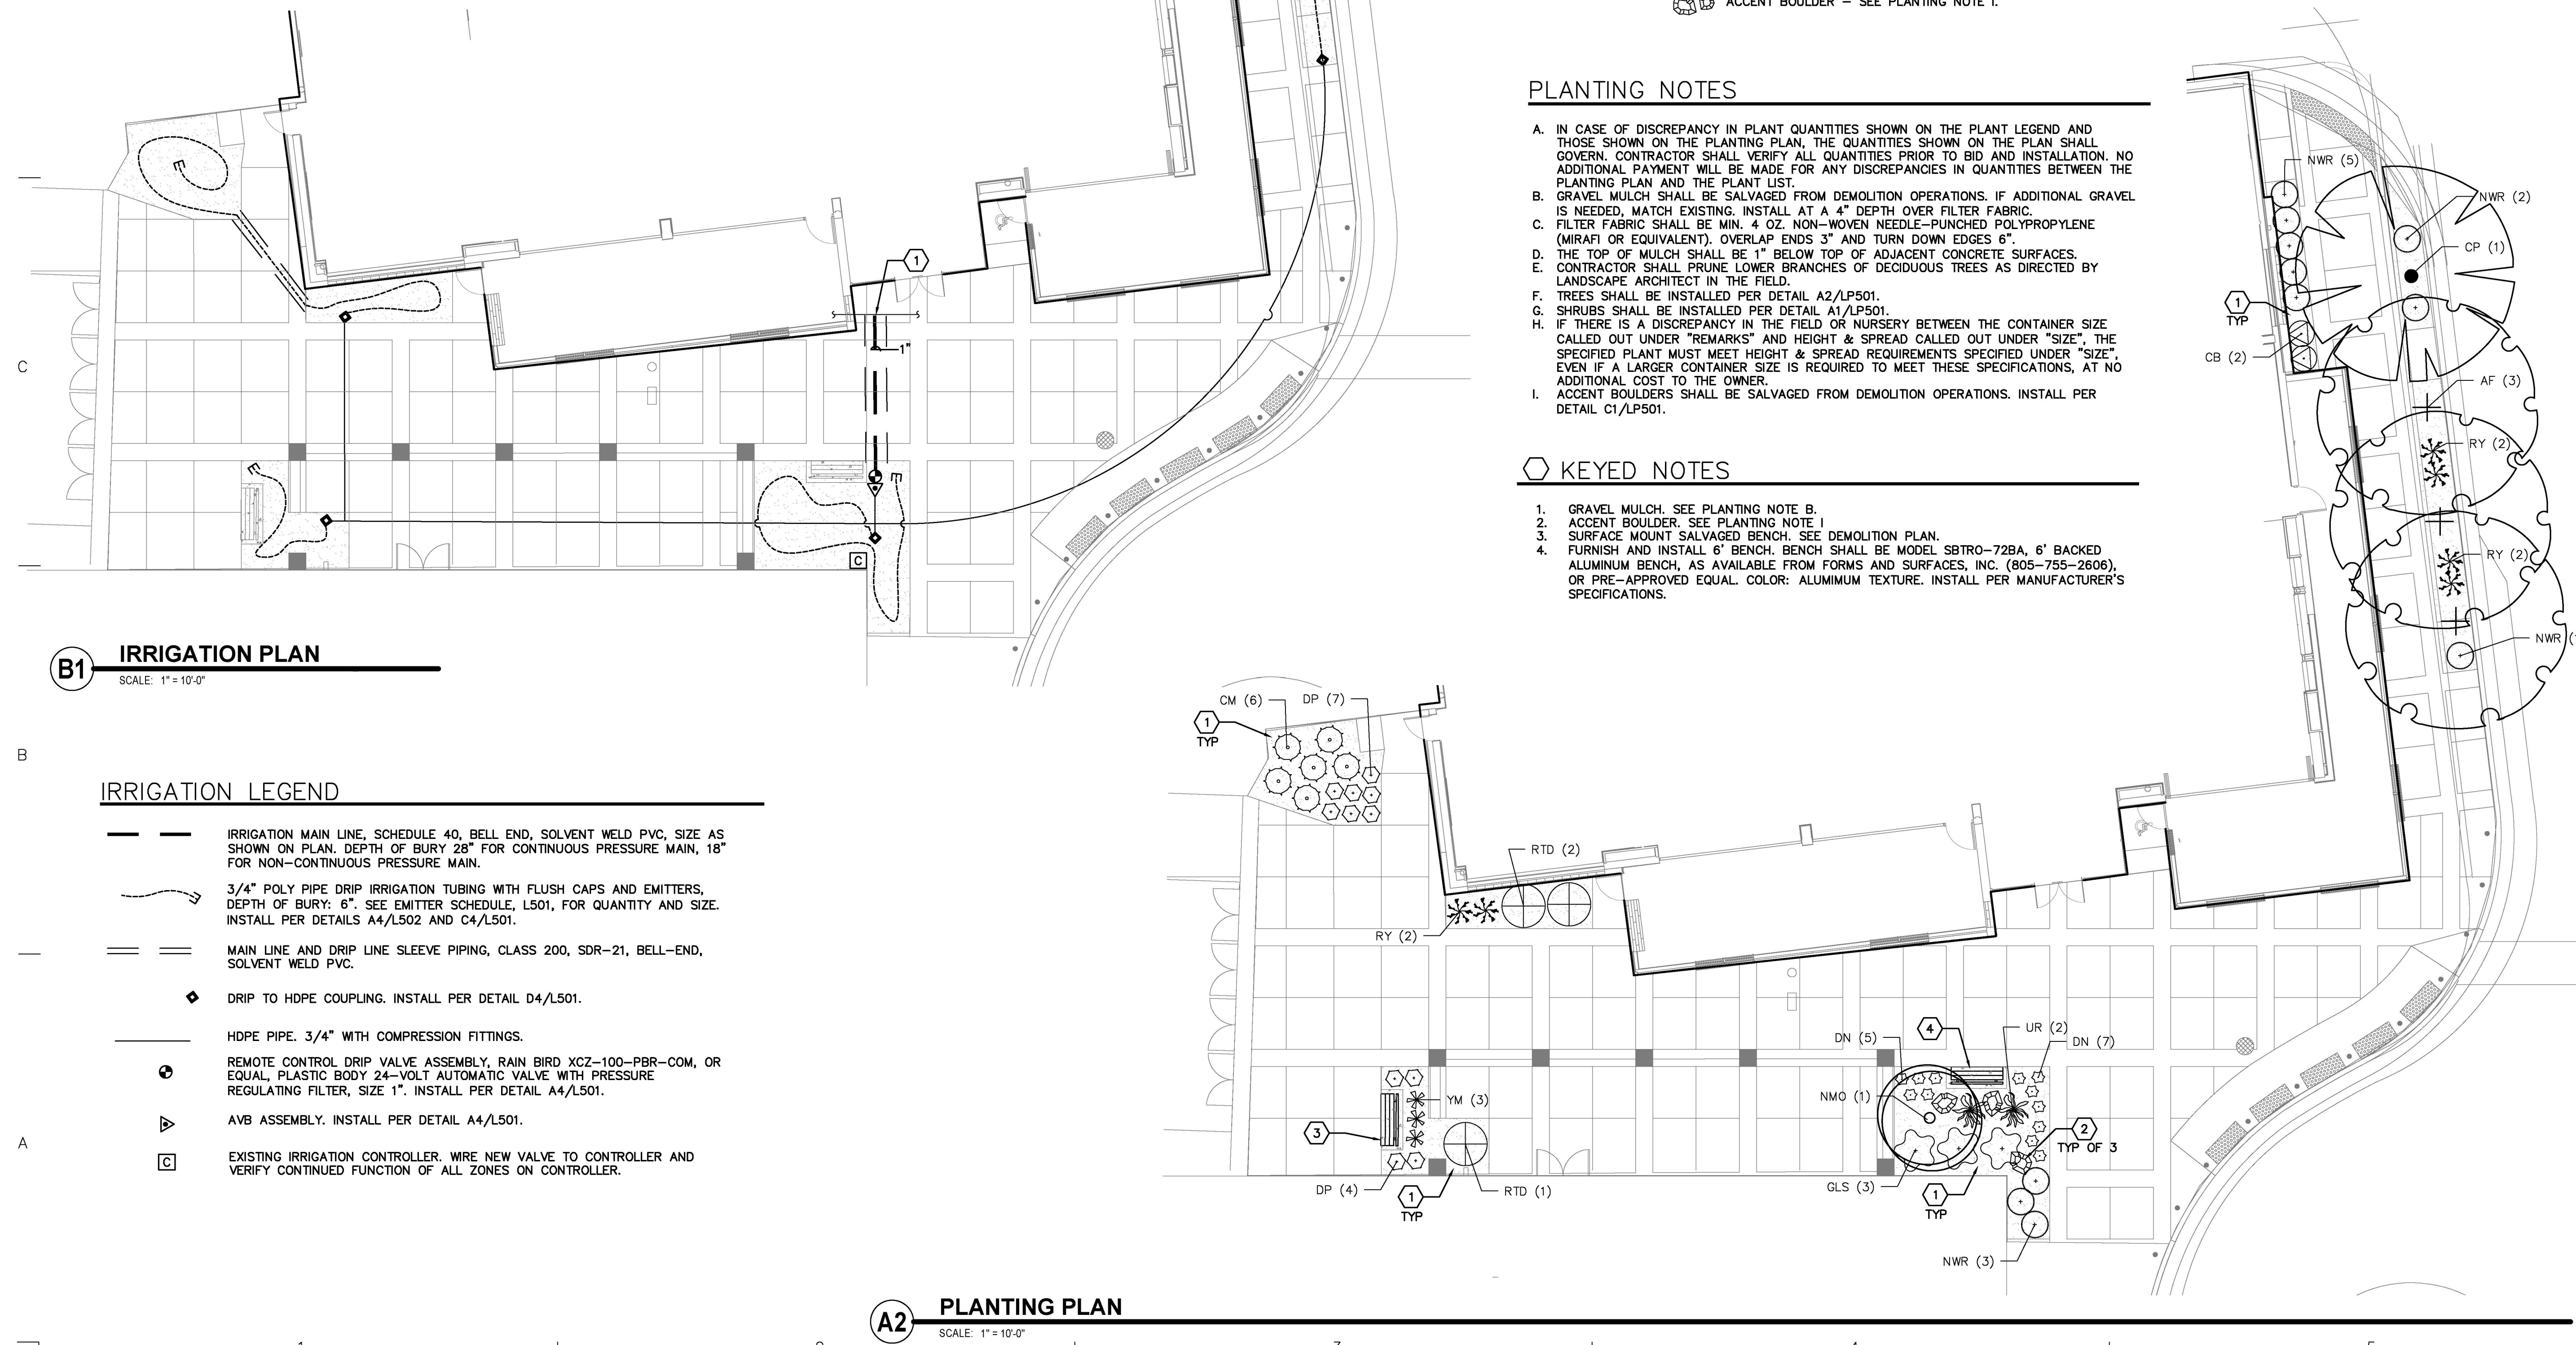 ACCENT BOULDER – SEE PLANTING NOTE I.
PLANTING NOTES
A. IN CASE OF DISCREPANCY IN PLANT QUANTITIES SHOWN ON THE PLANT LEGEND AND
THOSE SHOWN ON THE PLANTING PLAN, THE QUANTITIES SHOWN ON THE PLAN SHALL
GOVERN. CONTRACTOR SHALL VERIFY ALL QUANTITIES PRIOR TO BID AND INSTALLATION. NO
ADDITIONAL PAYMENT WILL BE MADE FOR ANY DISCREPANCIES IN QUANTITIES BETWEEN THE
PLANTING PLAN AND THE PLANT LIST.
B. GRAVEL MULCH SHALL BE SALVAGED FROM DEMOLITION OPERATIONS. IF ADDITIONAL GRAVEL
IS NEEDED, MATCH EXISTING. INSTALL AT A 4" DEPTH OVER FILTER FABRIC.
C. FILTER FABRIC SHALL BE MIN. 4 OZ. NON-WOVEN NEEDLE-PUNCHED POLYPROPYLENE
(MIRAFI OR EQUIVALENT). OVERLAP ENDS 3" AND TURN DOWN EDGES 6".
D. THE TOP OF MULCH SHALL BE 1" BELOW TOP OF ADJACENT CONCRETE SURFACES.
E. CONTRACTOR SHALL PRUNE LOWER BRANCHES OF DECIDUOUS TREES AS DIRECTED BY
LANDSCAPE ARCHITECT IN THE FIELD.
F. TREES SHALL BE INSTALLED PER DETAIL A2/LP501.
G. SHRUBS SHALL BE INSTALLED PER DETAIL A1/LP501.
H. IF THERE IS A DISCREPANCY IN THE FIELD OR NURSERY BETWEEN THE CONTAINER SIZE
CALLED OUT UNDER "REMARKS" AND HEIGHT & SPREAD CALLED OUT UNDER "SIZE", THE
SPECIFIED PLANT MUST MEET HEIGHT & SPREAD REQUIREMENTS SPECIFIED UNDER "SIZE",
EVEN IF A LARGER CONTAINER SIZE IS REQUIRED TO MEET THESE SPECIFICATIONS, AT NO
ADDITIONAL COST TO THE OWNER.
I. ACCENT BOULDERS SHALL BE SALVAGED FROM DEMOLITION OPERATIONS. INSTALL PER
DETAIL C1/LP501.
KEYED NOTES
1. GRAVEL MULCH. SEE PLANTING NOTE B.
2. ACCENT BOULDER. SEE PLANTING NOTE I
3. SURFACE MOUNT SALVAGED BENCH. SEE DEMOLITION PLAN.
4. FURNISH AND INSTALL 6' BENCH. BENCH SHALL BE MODEL SBTRO-72BA, 6' BACKED
ALUMINUM BENCH, AS AVAILABLE FROM FORMS AND SURFACES, INC. (805-755-2606),
OR PRE-APPROVED EQUAL. COLOR: ALUMIMUM TEXTURE. INSTALL PER MANUFACTURER'S
SPECIFICATIONS.
E
E
E
E
1
1"
C
C
B1
IRRIGATION PLAN
SCALE: 1" = 10'-0"
B
IRRIGATION LEGEND
IRRIGATION MAIN LINE, SCHEDULE 40, BELL END, SOLVENT WELD PVC, SIZE AS
SHOWN ON PLAN. DEPTH OF BURY 28" FOR CONTINUOUS PRESSURE MAIN, 18"
FOR NON-CONTINUOUS PRESSURE MAIN.
E
3/4" POLY PIPE DRIP IRRIGATION TUBING WITH FLUSH CAPS AND EMITTERS,
DEPTH OF BURY: 6". SEE EMITTER SCHEDULE, L501, FOR QUANTITY AND SIZE.
INSTALL PER DETAILS A4/L502 AND C4/L501.
MAIN LINE AND DRIP LINE SLEEVE PIPING, CLASS 200, SDR-21, BELL-END,
SOLVENT WELD PVC.
DRIP TO HDPE COUPLING. INSTALL PER DETAIL D4/L501.
HDPE PIPE. 3/4" WITH COMPRESSION FITTINGS.
REMOTE CONTROL DRIP VALVE ASSEMBLY, RAIN BIRD XCZ-100-PBR-COM, OR
EQUAL, PLASTIC BODY 24-VOLT AUTOMATIC VALVE WITH PRESSURE
REGULATING FILTER, SIZE 1". INSTALL PER DETAIL A4/L501.
AVB ASSEMBLY. INSTALL PER DETAIL A4/L501.
C
EXISTING IRRIGATION CONTROLLER. WIRE NEW VALVE TO CONTROLLER AND
VERIFY CONTINUED FUNCTION OF ALL ZONES ON CONTROLLER.
A
NWR (5)
NWR (2)
CP (1)
1
TYP
CB (2)
AF (3)
RY (2)
RY (2)
NWR
CM (6)
DP (7)
1
TYP
RTD (2)
RY (2)
DN (5)
4
UR (2)
DN (7)
YM (3)
NMO (1)
3
2
TYP OF 3
DP (4)
1
TYP
RTD (1)
GLS (3)
1
TYP
NWR (3)
A2
PLANTING PLAN
SCALE: 1" = 10'-0"